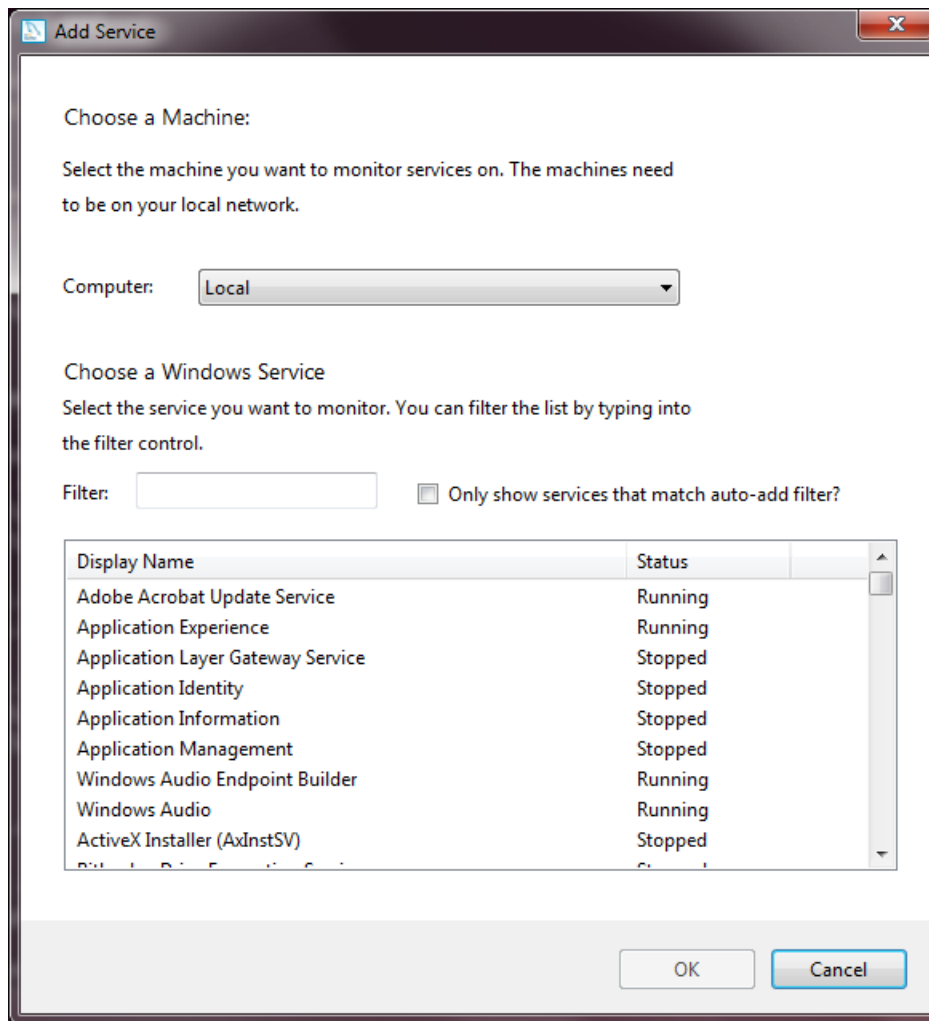 Add Service
Choose a Machine:
Select the machine you want to monitor services on. The machines need
to be on your local network.
Computer: Local
Choose a Windows Service
Select the service you want to monitor. You can filter the list by typing into
the filter control.
Filter: Only show services that match auto-add filter?
Display Name Status
Adobe Acrobat Update Service Running
Application Experience Running
Application Layer Gateway Service Stopped
Application Identity Stopped
Application Information Stopped
Application Management Stopped
Windows Audio Endpoint Builder Running
Windows Audio Running
ActiveX Installer (AxInstSV) Stopped
OK Cancel